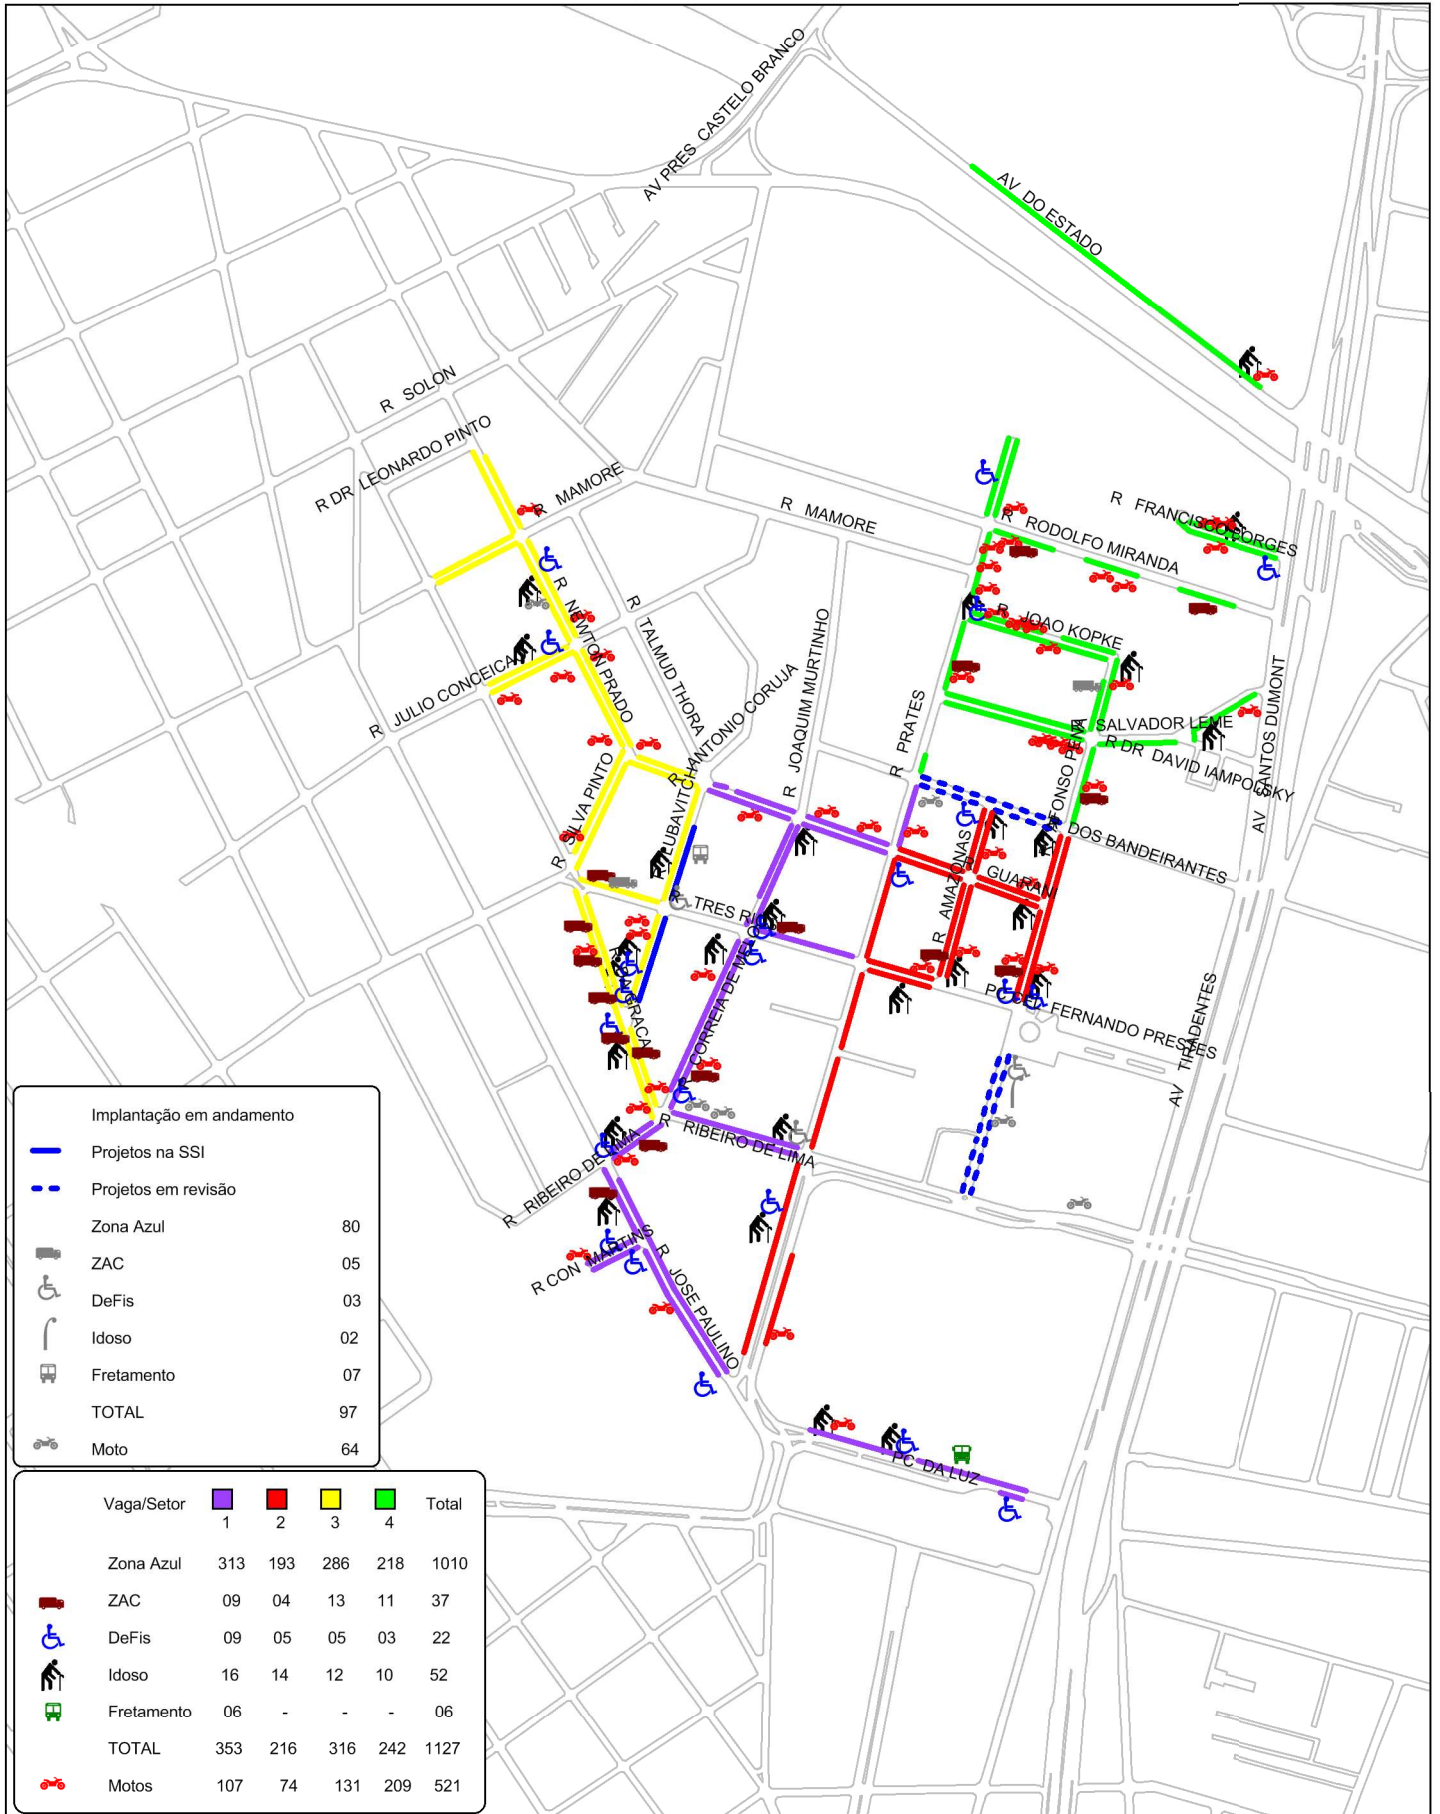 AV PRES CASTELO BRANCO
AV DO ESTADO
R SOLON
R DR LEONARDO PINTO
R MAMORE
R MAMORE
R FRANCISCO BORGES
R RODOLFO MIRANDA
R NEWTON PRADO
R TALMUD THORA
R JOAO KOPKE
R JULIO CONCEICAO
R ANTONIO CORUJA
R JOAQUIM MURTINHO
R PRATES
AV SANTOS DUMONT
R SALVADOR LEME
R DR DAVID IAMPOLSKY
R SILVA PINTO
R LUBAVITCH
R AFONSO PENA
R DOS BANDEIRANTES
R GUARANI
R AMAZONAS
R TRES RIOS
R DA GRACA
R CORREIA DE MELO
PC CEL FERNANDO PRESTES
AV TIRADENTES
R RIBEIRO DE LIMA
R RIBEIRO DE LIMA
R CON MARTINS
R JOSE PAULINO
PC DA LUZ
Implantação em andamento
Projetos na SSI
Projetos em revisão
Zona Azul 80
ZAC 05
DeFis 03
Idoso 02
Fretamento 07
TOTAL 97
Moto 64
Vaga/Setor 1 2 3 4 Total
Zona Azul 313 193 286 218 1010
ZAC 09 04 13 11 37
DeFis 09 05 05 03 22
Idoso 16 14 12 10 52
Fretamento 06 - - - 06
TOTAL 353 216 316 242 1127
Motos 107 74 131 209 521